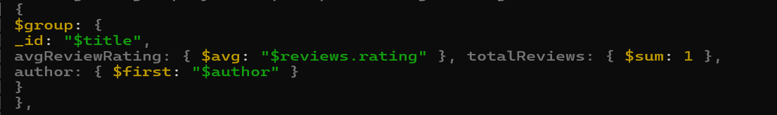 {
$group: {
_id: "$title",
avgReviewRating: { $avg: "$reviews.rating" }, totalReviews: { $sum: 1 },
author: { $first: "$author" }
}
},